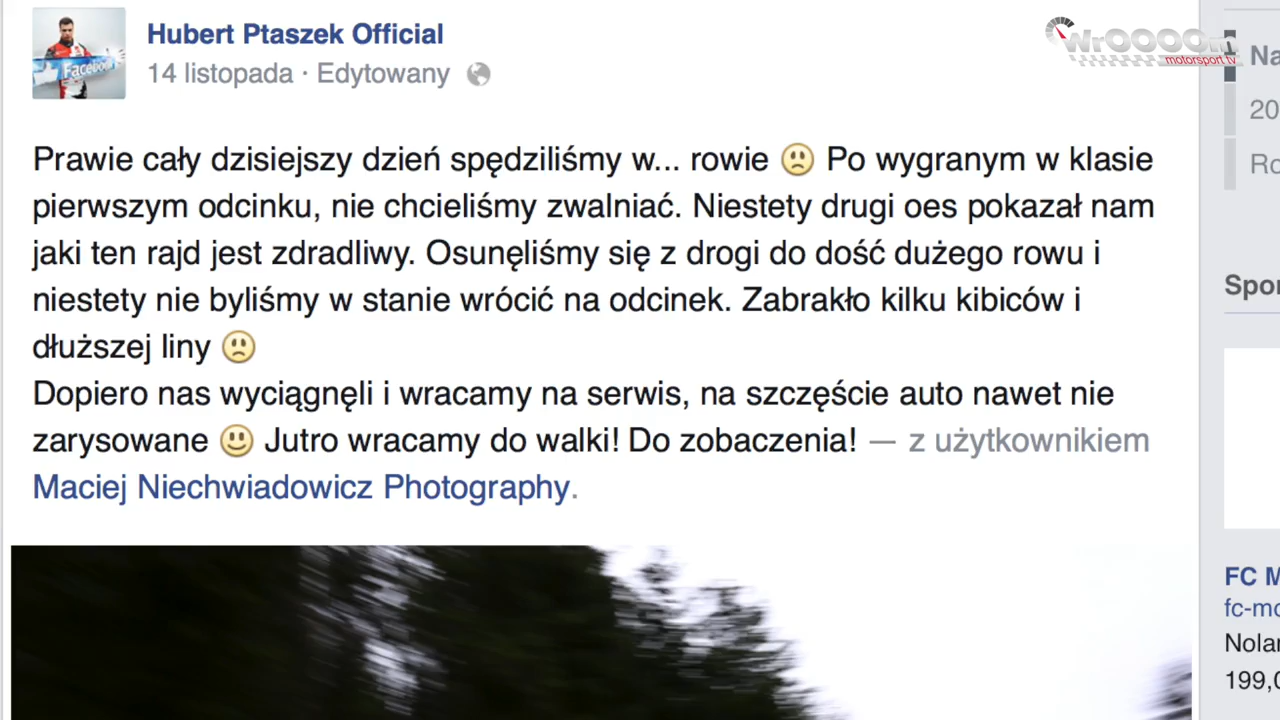 Hubert Ptaszek Official
14 listopada · Edytowany
Facebook
WrOOOOm
motorsport tv
Prawie cały dzisiejszy dzień spędziliśmy w... rowie Po wygranym w klasie
pierwszym odcinku, nie chcieliśmy zwalniać. Niestety drugi oes pokazał nam
jaki ten rajd jest zdradliwy. Osunęliśmy się z drogi do dość dużego rowu i
niestety nie byliśmy w stanie wrócić na odcinek. Zabrakło kilku kibiców i
dłuższej liny
Dopiero nas wyciągnęli i wracamy na serwis, na szczęście auto nawet nie
zarysowane Jutro wracamy do walki! Do zobaczenia! — z użytkownikiem
Maciej Niechwiadowicz Photography.
FC M
fc-mo
199,0